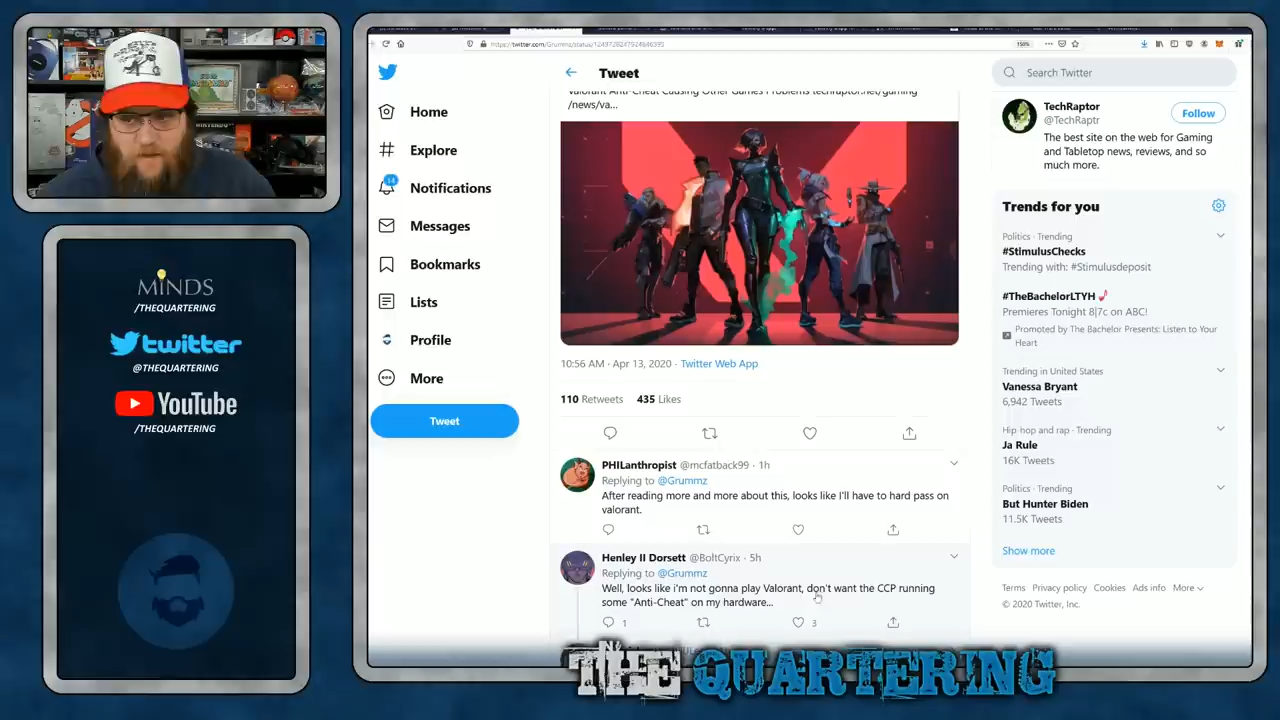 MINDS
/THEQUARTERING
twitter
@THEQUARTERING
YouTube
/THEQUARTERING
https://twitter.com/Grummz/status/
150%
Home
Explore
14
Notifications
Messages
Bookmarks
Lists
Profile
More
Tweet
Tweet
Valorant Anti-Cheat Causing Other Games Problems techraptor.net/gaming
/news/va...
10:56 AM · Apr 13, 2020 · Twitter Web App
110 Retweets 435 Likes
PHILanthropist @mcfatback99 · 1h
Replying to @Grummz
After reading more and more about this, looks like I'll have to hard pass on
valorant.
Henley II Dorsett @BoltCyrix · 5h
Replying to @Grummz
Well, looks like i'm not gonna play Valorant, don't want the CCP running
some "Anti-Cheat" on my hardware...
1
3
Search Twitter
TechRaptor
@TechRaptr
Follow
The best site on the web for Gaming
and Tabletop news, reviews, and so
much more.
Trends for you
Politics · Trending
#StimulusChecks
Trending with: #Stimulusdeposit
#TheBachelorLTYH
Premieres Tonight 8|7c on ABC!
Promoted by The Bachelor Presents: Listen to Your
Heart
Trending in United States
Vanessa Bryant
6,942 Tweets
Hip-hop and rap · Trending
Ja Rule
16K Tweets
Politics · Trending
But Hunter Biden
11.5K Tweets
Show more
Terms Privacy policy Cookies Ads info More
© 2020 Twitter, Inc.
THE QUARTERING